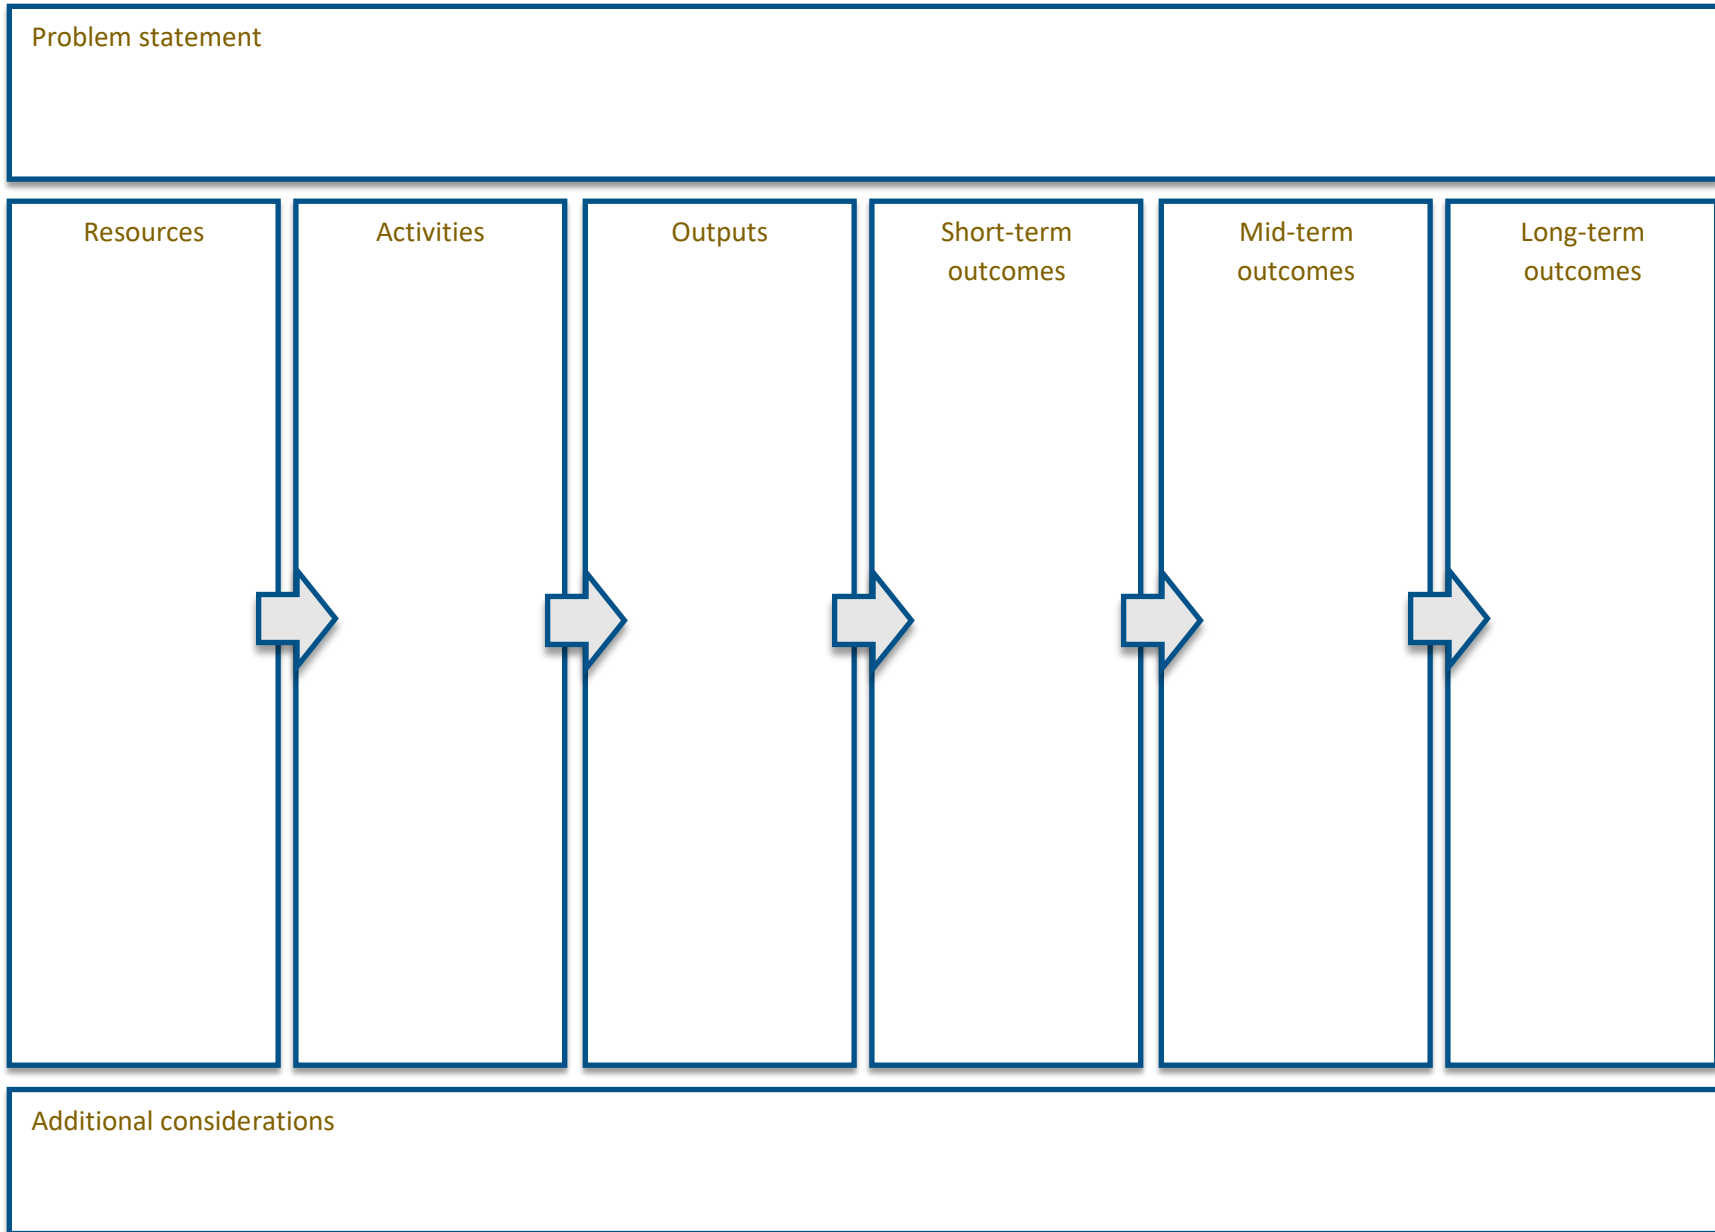 Problem statement
Resources
Activities
Outputs
Short-term
outcomes
Mid-term
outcomes
Long-term
outcomes
Additional considerations